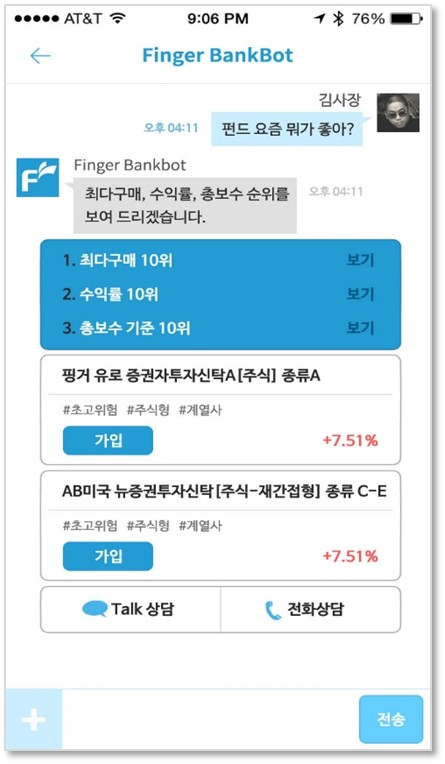 AT&T 9:06 PM 76%
Finger BankBot
김사장
오후 04:11 펀드 요즘 뭐가 좋아?
F
Finger Bankbot
최다구매, 수익률, 총보수 순위를 오후 04:11
보여 드리겠습니다.
1. 최다구매 10위 보기
2. 수익률 10위 보기
3. 총보수 기준 10위 보기
핑거 유로 증권자투자신탁A[주식] 종류A
#초고위험 #주식형 #계열사
가입 +7.51%
AB미국 뉴증권투자신탁[주식-재간접형] 종류 C-E
#초고위험 #주식형 #계열사
가입 +7.51%
Talk 상담 전화상담
+ 전송